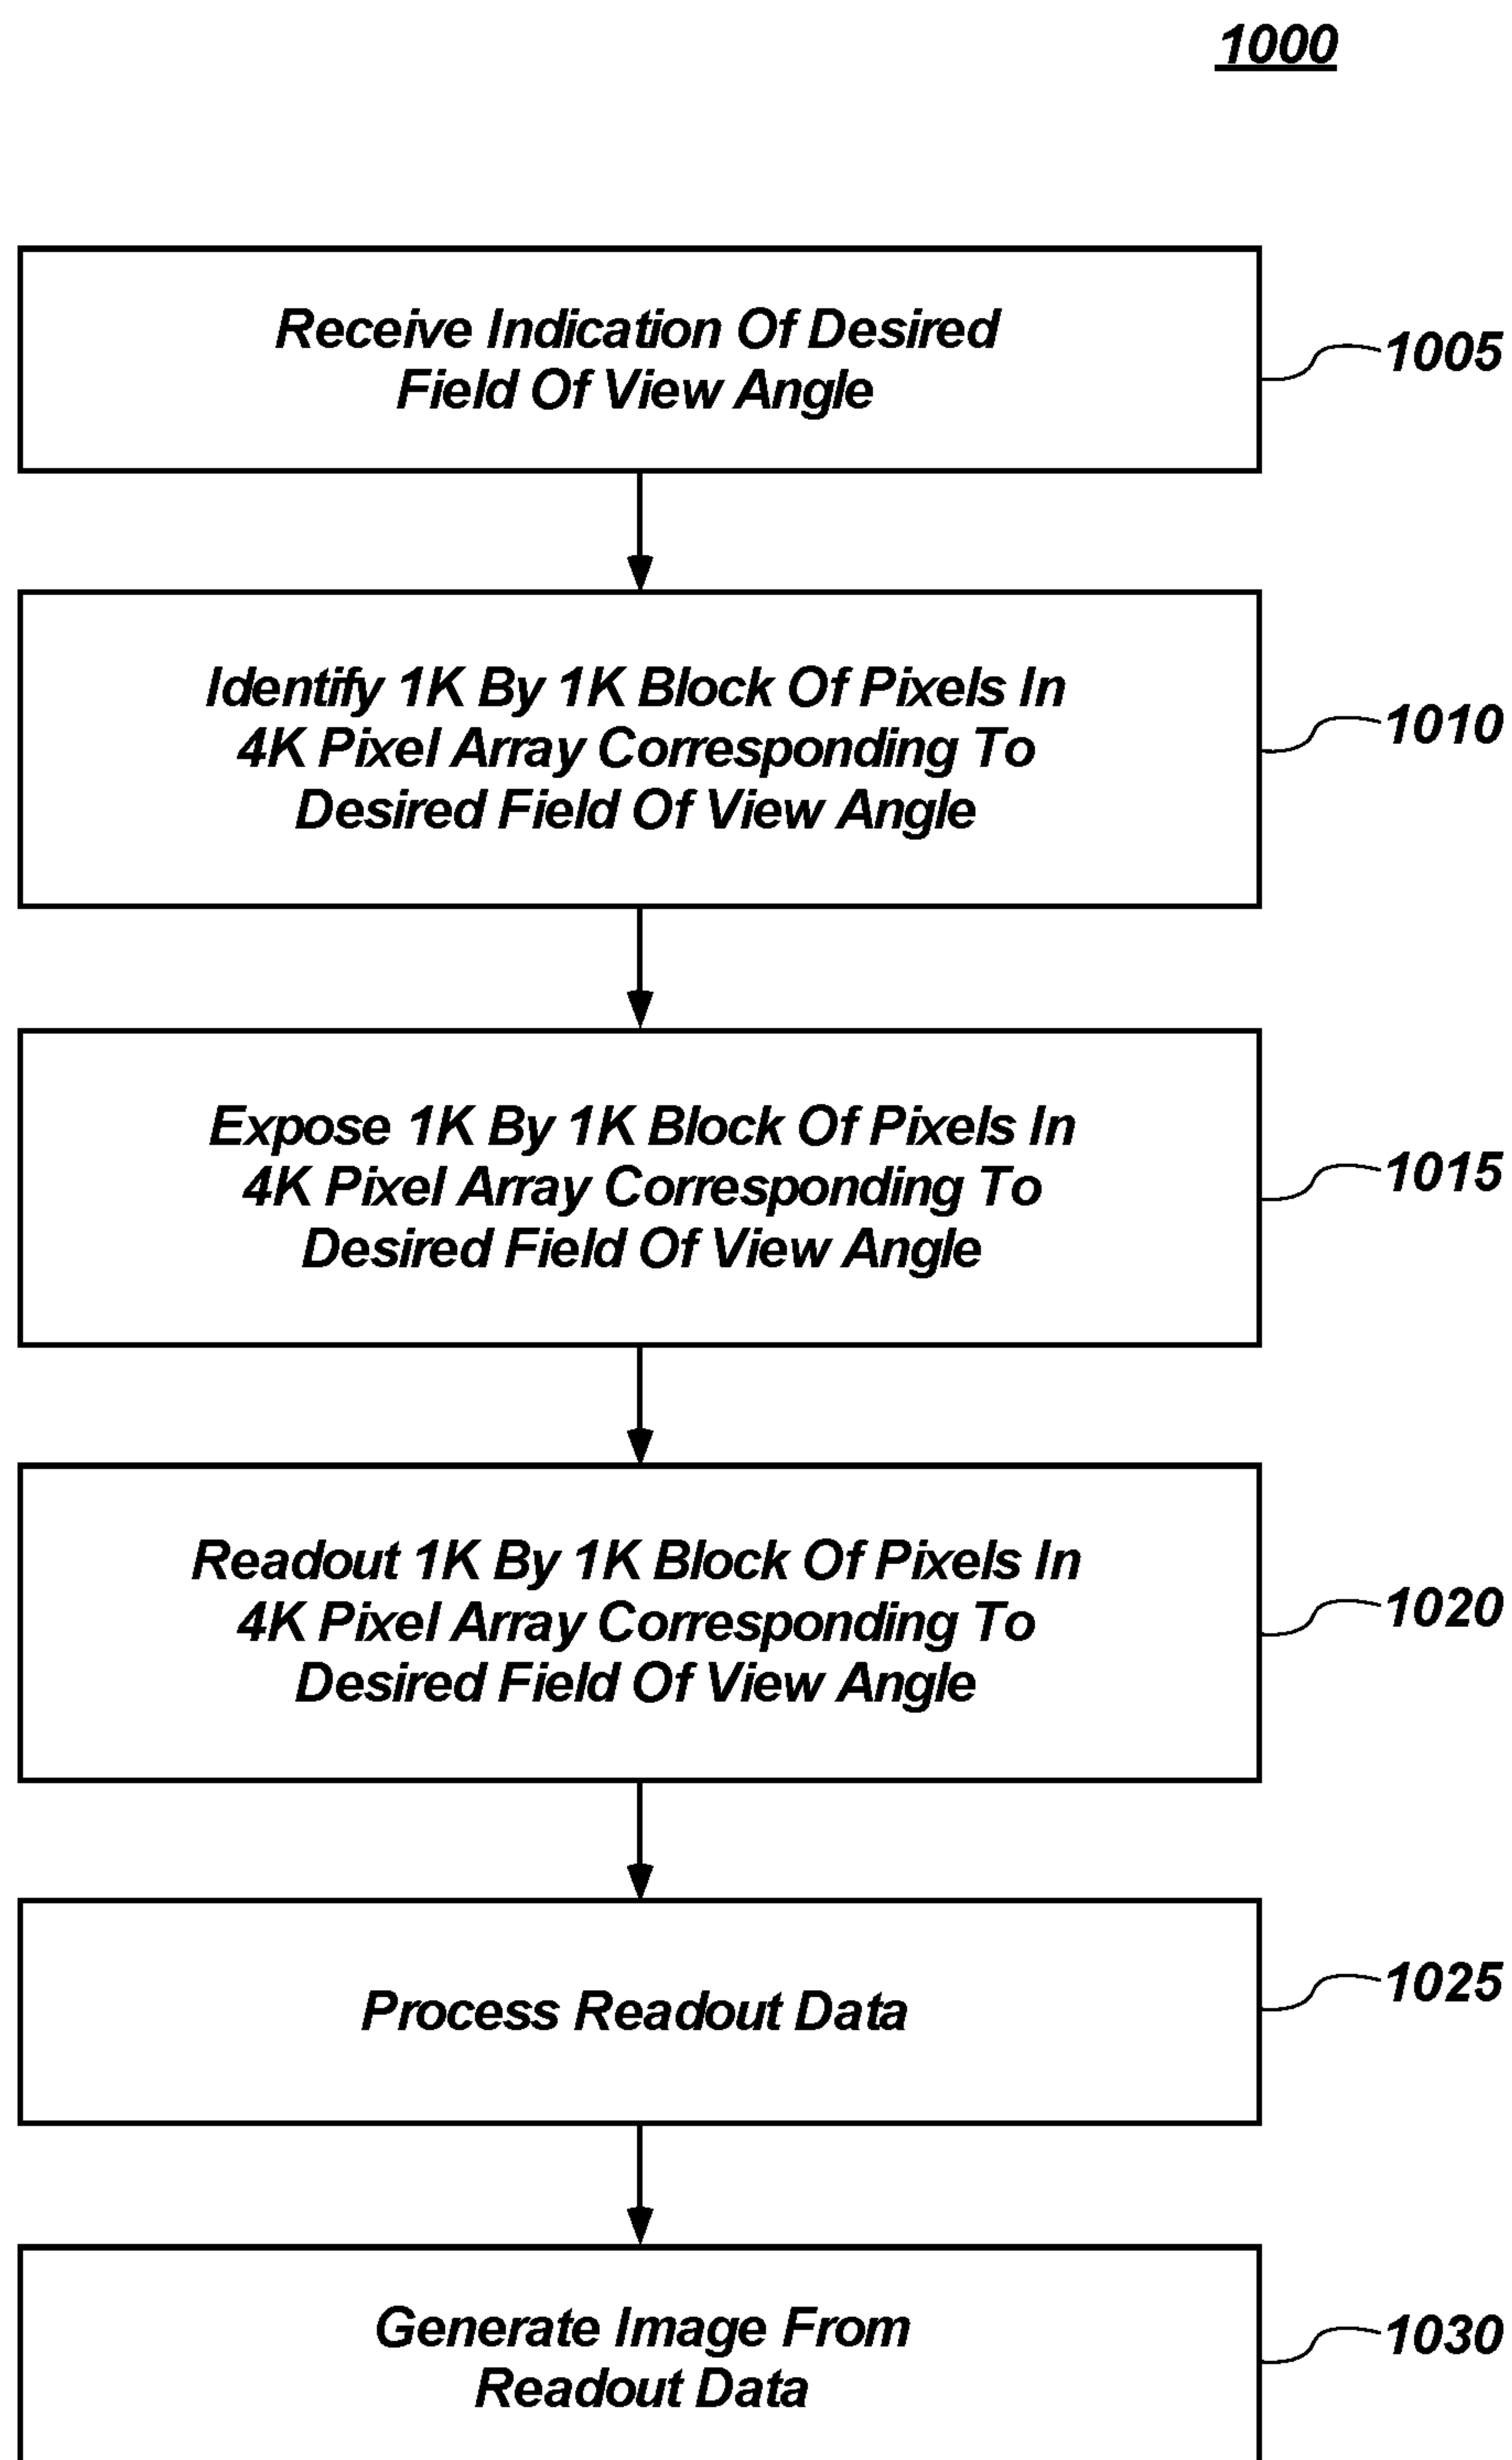 1000
Receive Indication Of Desired
Field Of View Angle
1005
Identify 1K By 1K Block Of Pixels In
4K Pixel Array Corresponding To
Desired Field Of View Angle
1010
Expose 1K By 1K Block Of Pixels In
4K Pixel Array Corresponding To
Desired Field Of View Angle
1015
Readout 1K By 1K Block Of Pixels In
4K Pixel Array Corresponding To
Desired Field Of View Angle
1020
Process Readout Data
1025
Generate Image From
Readout Data
1030